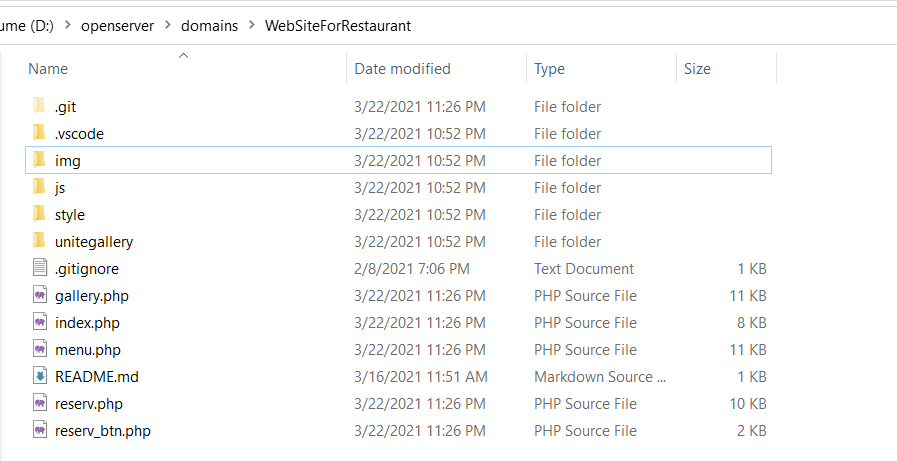 ume (D:) > openserver > domains > WebSiteForRestaurant
Name Date modified Type Size
.git 3/22/2021 11:26 PM File folder
.vscode 3/22/2021 10:52 PM File folder
img 3/22/2021 10:52 PM File folder
js 3/22/2021 10:52 PM File folder
style 3/22/2021 10:52 PM File folder
unitegallery 3/22/2021 10:52 PM File folder
.gitignore 2/8/2021 7:06 PM Text Document 1 KB
gallery.php 3/22/2021 11:26 PM PHP Source File 11 KB
index.php 3/22/2021 11:26 PM PHP Source File 8 KB
menu.php 3/22/2021 11:26 PM PHP Source File 11 KB
README.md 3/16/2021 11:51 AM Markdown Source ... 1 KB
reserv.php 3/22/2021 11:26 PM PHP Source File 10 KB
reserv_btn.php 3/22/2021 11:26 PM PHP Source File 2 KB